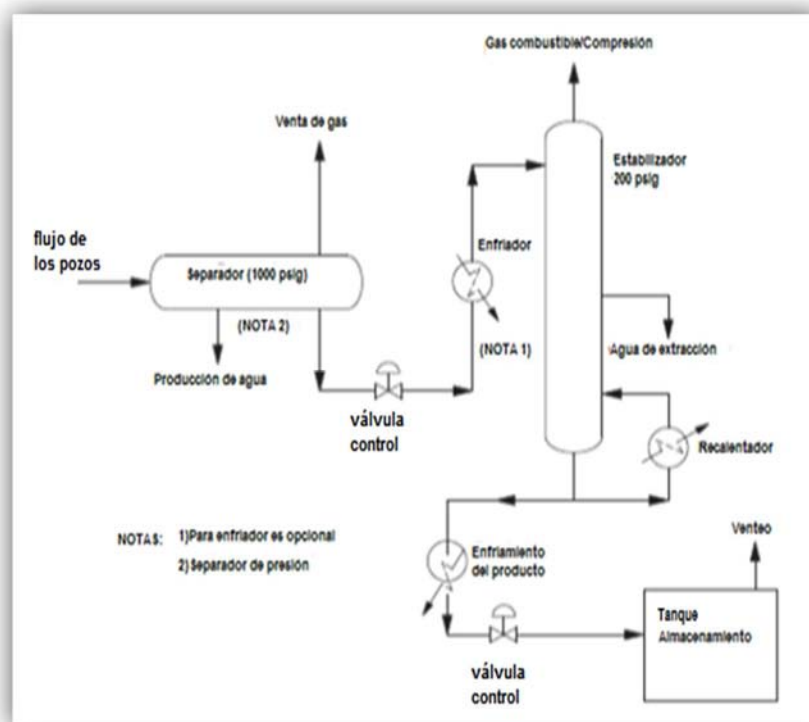 Gas combustible/Compresión
Venta de gas
Estabilizador
200 psig
flujo de
los pozos
Enfriador
Separador (1000 psig)
(NOTA 2)
(NOTA 1)
Agua de extracción
Producción de agua
válvula
control
Recalentador
NOTAS: 1)Para enfriador es opcional
2)Separador de presión
Enfriamiento
del producto
Venteo
Tanque
Almacenamiento
válvula
control